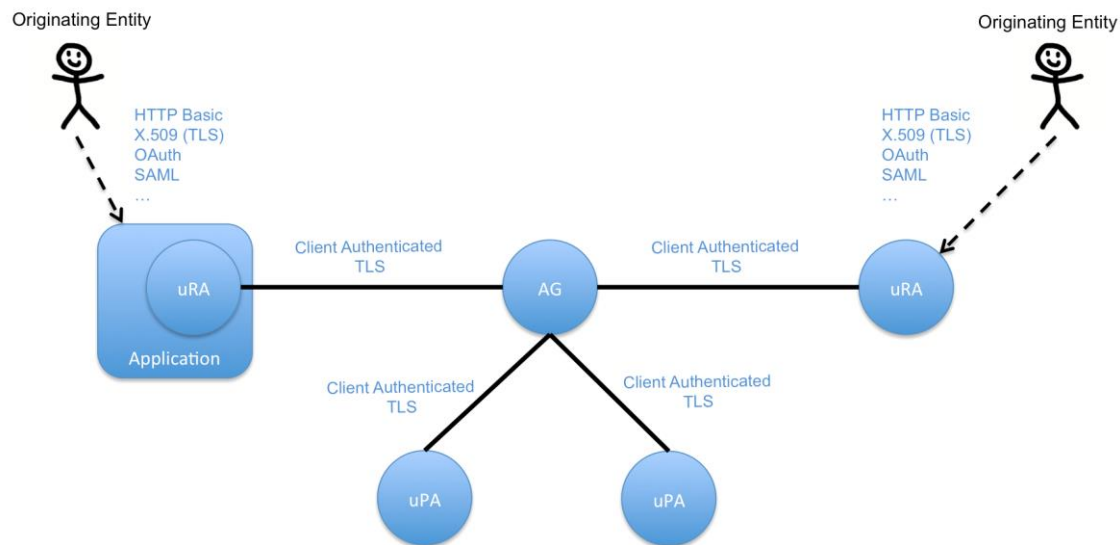 Originating Entity
Originating Entity
HTTP Basic
X.509 (TLS)
OAuth
SAML
…
HTTP Basic
X.509 (TLS)
OAuth
SAML
…
Client Authenticated
TLS
Client Authenticated
TLS
uRA
AG
uRA
Application
Client Authenticated
TLS
Client Authenticated
TLS
uPA
uPA